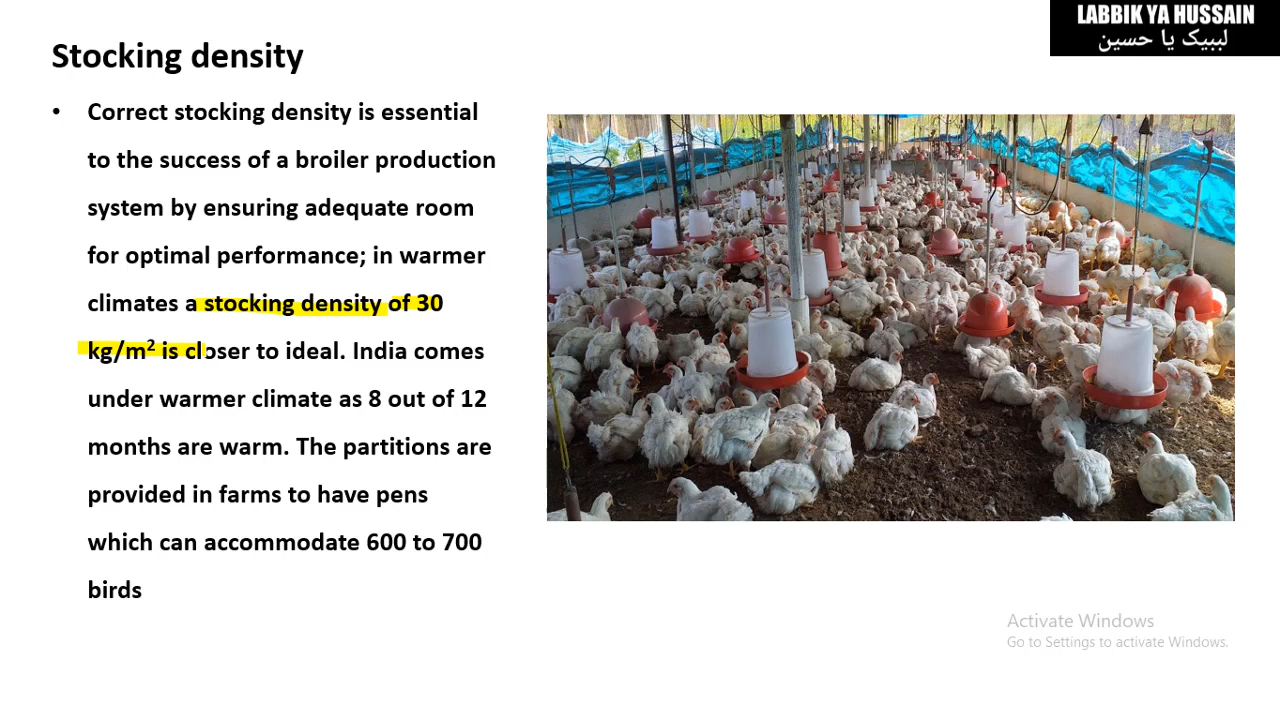 LABBIK YA HUSSAIN
لبیک یا حسین
Stocking density
• Correct stocking density is essential
to the success of a broiler production
system by ensuring adequate room
for optimal performance; in warmer
climates a stocking density of 30
kg/m² is closer to ideal. India comes
under warmer climate as 8 out of 12
months are warm. The partitions are
provided in farms to have pens
which can accommodate 600 to 700
birds
Activate Windows
Go to Settings to activate Windows.